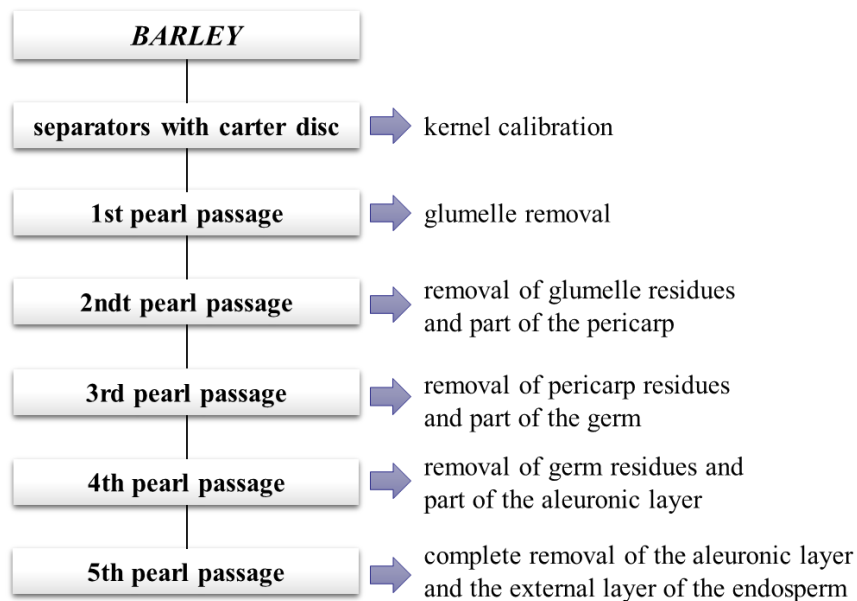 BARLEY
separators with carter disc
kernel calibration
1st pearl passage
glumelle removal
2ndt pearl passage
removal of glumelle residues
and part of the pericarp
3rd pearl passage
removal of pericarp residues
and part of the germ
4th pearl passage
removal of germ residues and
part of the aleuronic layer
5th pearl passage
complete removal of the aleuronic layer
and the external layer of the endosperm